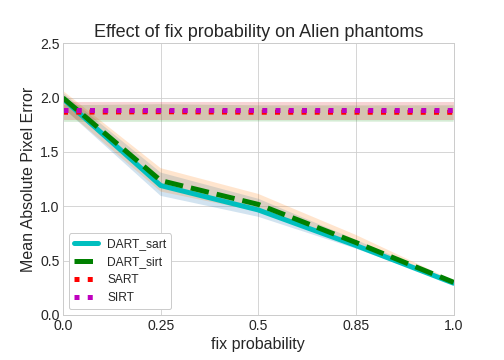 Effect of fix probability on Alien phantoms
Mean Absolute Pixel Error
2.5
2.0
1.5
1.0
0.5
0.0
DART_sart
DART_sirt
SART
SIRT
0.0 0.25 0.5 0.85 1.0
fix probability